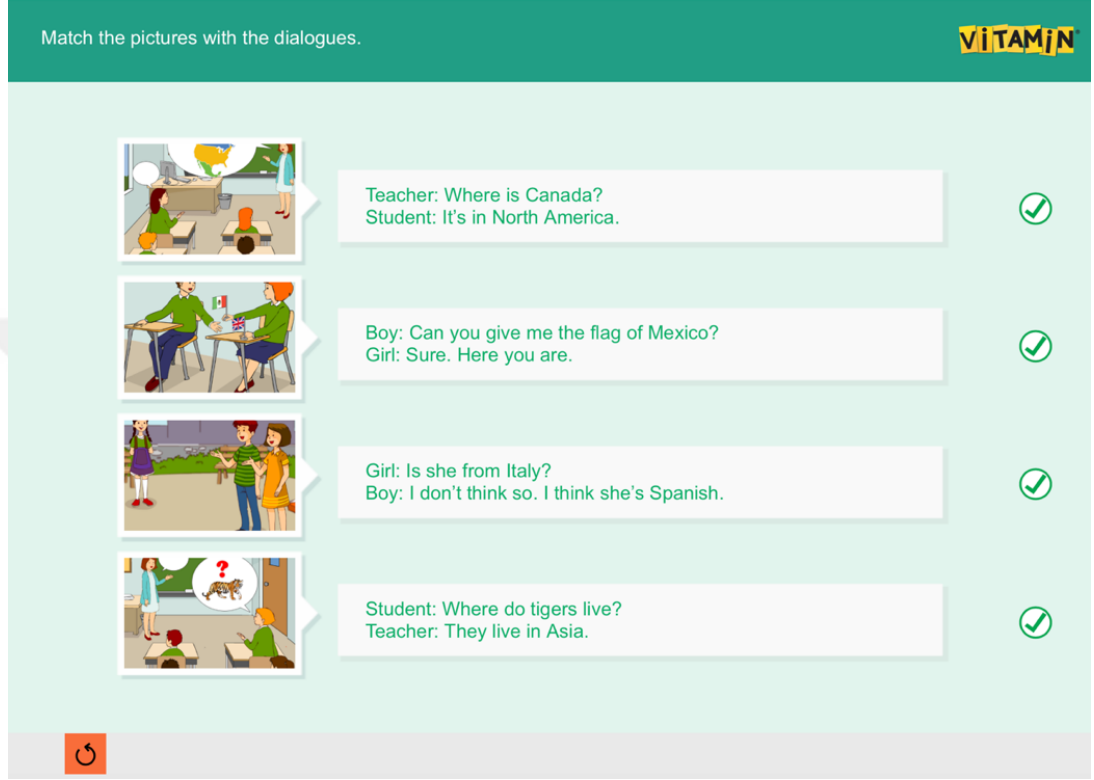 Match the pictures with the dialogues.
ViTAMiN
Teacher: Where is Canada?
Student: It's in North America.
Boy: Can you give me the flag of Mexico?
Girl: Sure. Here you are.
Girl: Is she from Italy?
Boy: I don't think so. I think she's Spanish.
?
Student: Where do tigers live?
Teacher: They live in Asia.